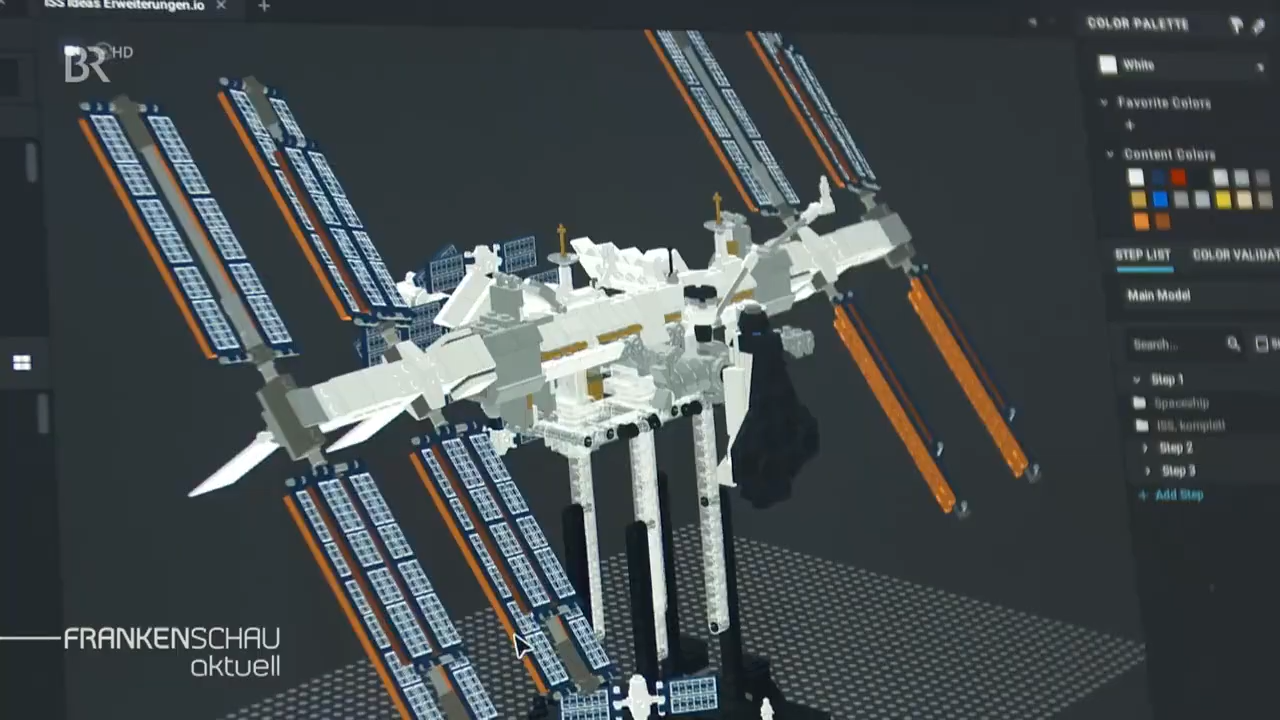 ISS Ideas Erweiterungen.io
BR HD
COLOR PALETTE
White
Favorite Colors
Content Colors
STEP LIST COLOR VALIDAT
Main Model
Search...
Step 1
Spaceship
ISS, komplett
Step 2
Step 3
+ Add Step
FRANKENSCHAU
aktuell